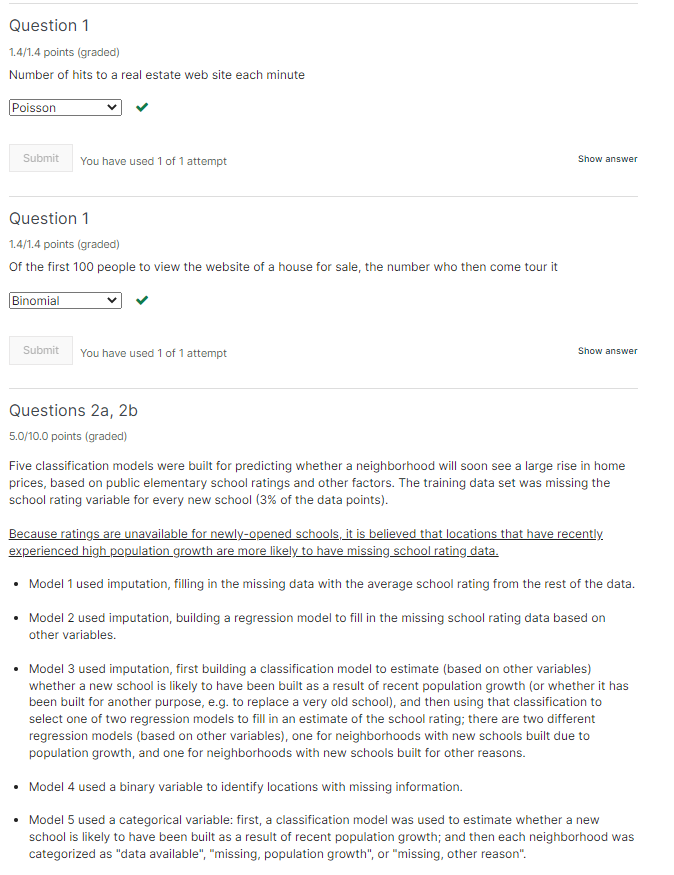 Question 1
1.4/1.4 points (graded)
Number of hits to a real estate web site each minute
Poisson
Submit You have used 1 of 1 attempt Show answer
Question 1
1.4/1.4 points (graded)
Of the first 100 people to view the website of a house for sale, the number who then come tour it
Binomial
Submit You have used 1 of 1 attempt Show answer
Questions 2a, 2b
5.0/10.0 points (graded)
Five classification models were built for predicting whether a neighborhood will soon see a large rise in home
prices, based on public elementary school ratings and other factors. The training data set was missing the
school rating variable for every new school (3% of the data points).
Because ratings are unavailable for newly-opened schools, it is believed that locations that have recently
experienced high population growth are more likely to have missing school rating data.
• Model 1 used imputation, filling in the missing data with the average school rating from the rest of the data.
• Model 2 used imputation, building a regression model to fill in the missing school rating data based on
other variables.
• Model 3 used imputation, first building a classification model to estimate (based on other variables)
whether a new school is likely to have been built as a result of recent population growth (or whether it has
been built for another purpose, e.g. to replace a very old school), and then using that classification to
select one of two regression models to fill in an estimate of the school rating; there are two different
regression models (based on other variables), one for neighborhoods with new schools built due to
population growth, and one for neighborhoods with new schools built for other reasons.
• Model 4 used a binary variable to identify locations with missing information.
• Model 5 used a categorical variable: first, a classification model was used to estimate whether a new
school is likely to have been built as a result of recent population growth; and then each neighborhood was
categorized as "data available", "missing, population growth", or "missing, other reason".